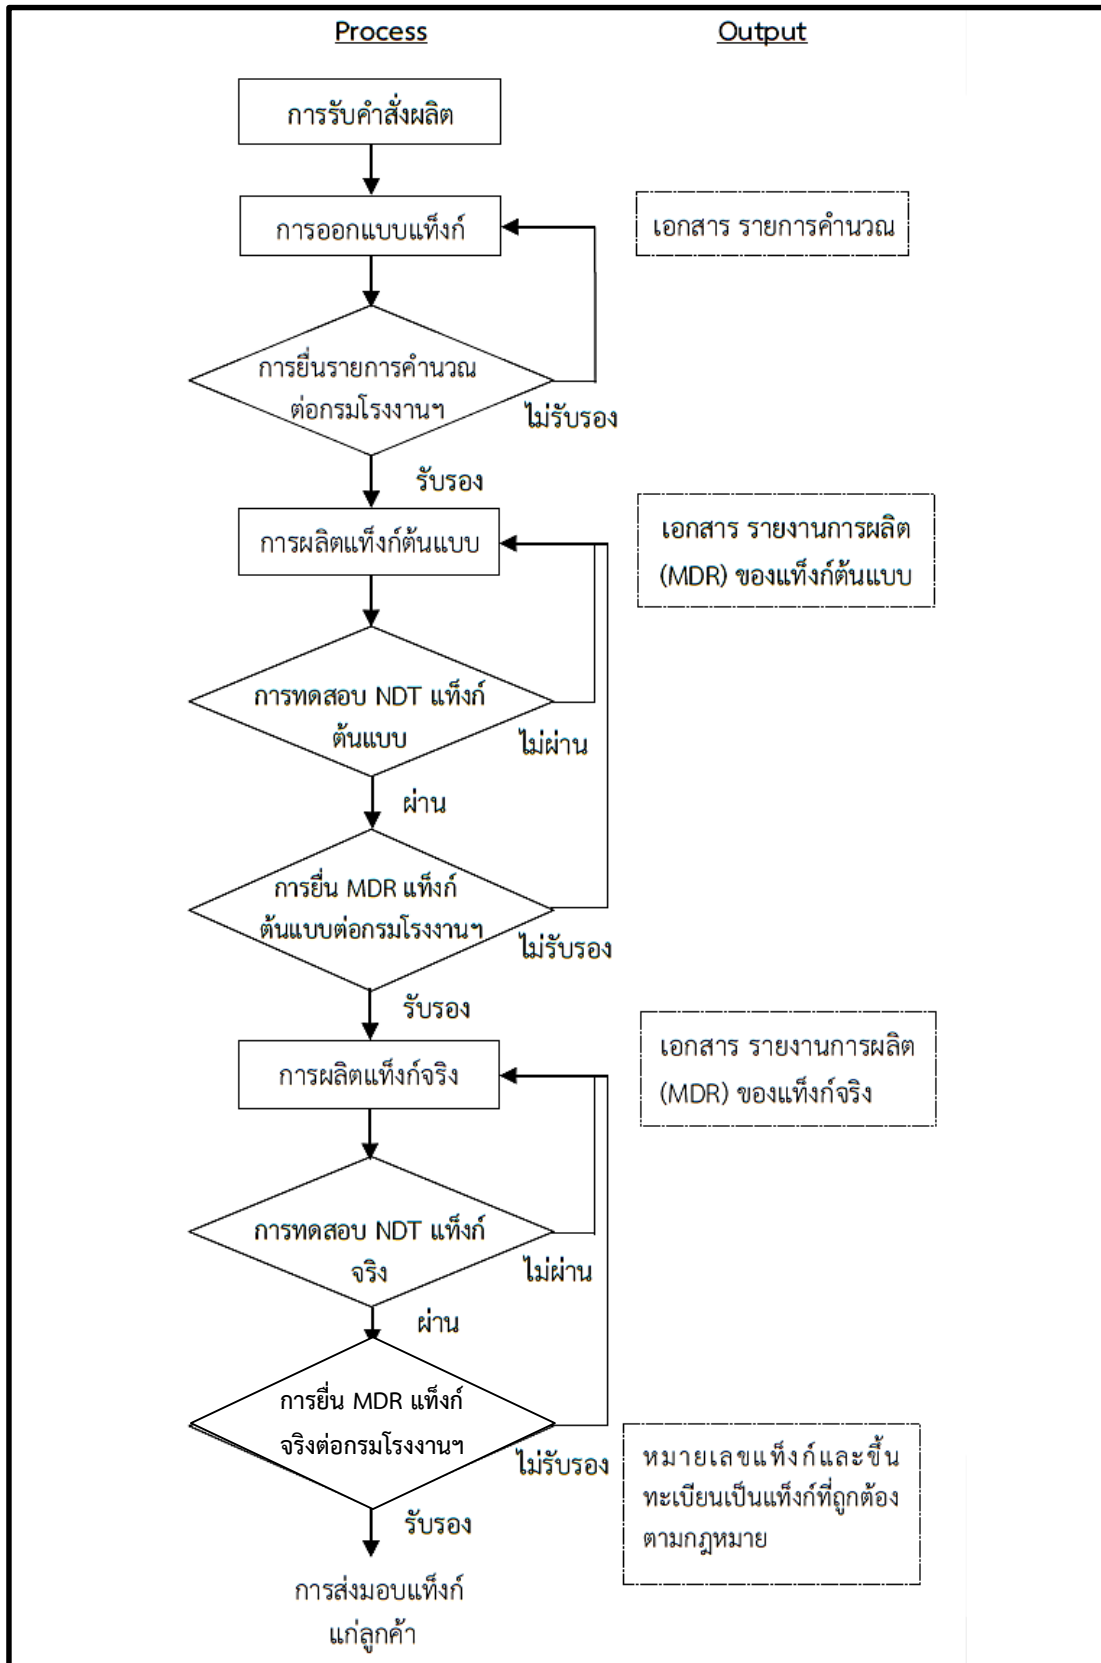 Process
Output
การรับคำสั่งผลิต
การออกแบบแท็งก์
เอกสาร รายการคำนวณ
การยื่นรายการคำนวณ
ต่อกรมโรงงานฯ
ไม่รับรอง
รับรอง
การผลิตแท็งก์ต้นแบบ
เอกสาร รายงานการผลิต
(MDR) ของแท็งก์ต้นแบบ
การทดสอบ NDT แท็งก์
ต้นแบบ
ไม่ผ่าน
ผ่าน
การยื่น MDR แท็งก์
ต้นแบบต่อกรมโรงงานฯ
ไม่รับรอง
รับรอง
การผลิตแท็งก์จริง
เอกสาร รายงานการผลิต
(MDR) ของแท็งก์จริง
การทดสอบ NDT แท็งก์
จริง
ไม่ผ่าน
ผ่าน
การยื่น MDR แท็งก์
จริงต่อกรมโรงงานฯ
ไม่รับรอง
รับรอง
หมายเลขแท็งก์และขึ้น
ทะเบียนเป็นแท็งก์ที่ถูกต้อง
ตามกฎหมาย
การส่งมอบแท็งก์
แก่ลูกค้า